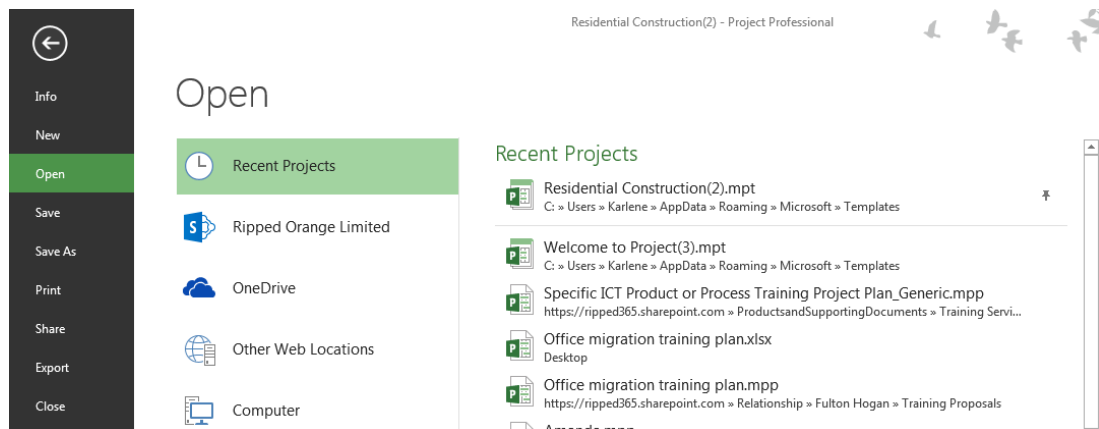 Residential Construction(2) - Project Professional
Info
New
Open
Save
Save As
Print
Share
Export
Close
Open
Recent Projects
Ripped Orange Limited
OneDrive
Other Web Locations
Computer
Recent Projects
Residential Construction(2).mpt
C: » Users » Karlene » AppData » Roaming » Microsoft » Templates
Welcome to Project(3).mpt
C: » Users » Karlene » AppData » Roaming » Microsoft » Templates
Specific ICT Product or Process Training Project Plan_Generic.mpp
https://ripped365.sharepoint.com » ProductsandSupportingDocuments » Training Servi...
Office migration training plan.xlsx
Desktop
Office migration training plan.mpp
https://ripped365.sharepoint.com » Relationship » Fulton Hogan » Training Proposals